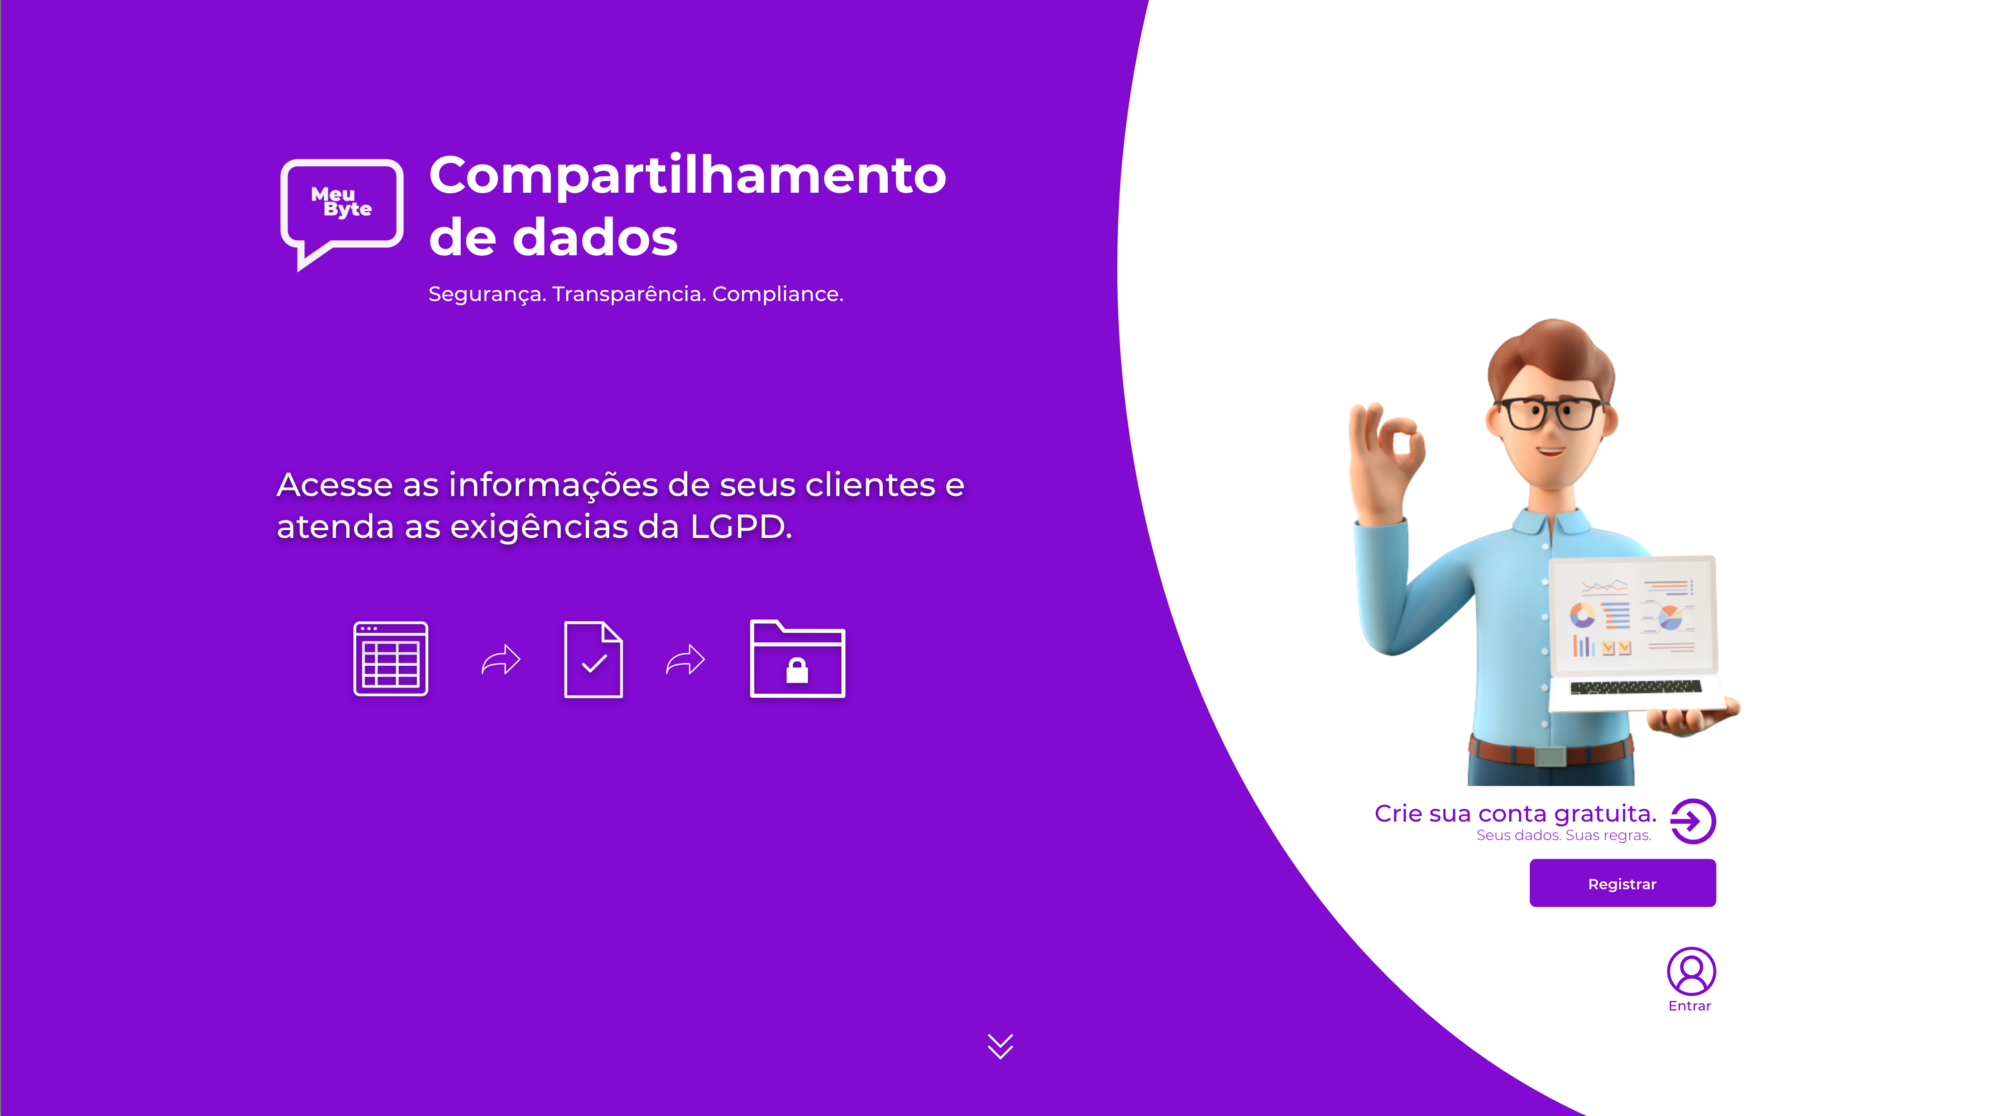 Meu
Byte
Compartilhamento
de dados
Segurança. Transparência. Compliance.
Acesse as informações de seus clientes e
atenda as exigências da LGPD.
Crie sua conta gratuita.
Seus dados. Suas regras.
Registrar
Entrar